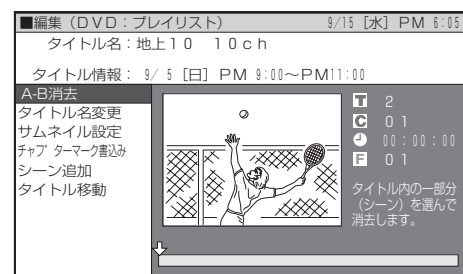 ■編集（DVD：プレイリスト） 9/15［水］PM 6:05
タイトル名：地上10 10ch
タイトル情報： 9/ 5［日］PM 9:00～PM11:00
A-B消去
タイトル名変更
サムネイル設定
チャプターマーク書込み
シーン追加
タイトル移動
T 2
C 01
00:00:00
F 01
タイトル内の一部分
（シーン）を選んで
消去します。